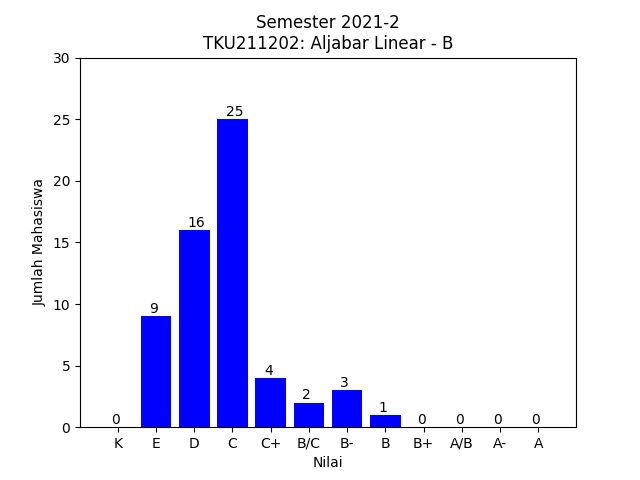 Semester 2021-2
TKU211202: Aljabar Linear - B
30
25
20
15
10
5
0
Jumlah Mahasiswa
0 9 16 25 4 2 3 1 0 0 0 0
K E D C C+ B/C B- B B+ A/B A- A
Nilai